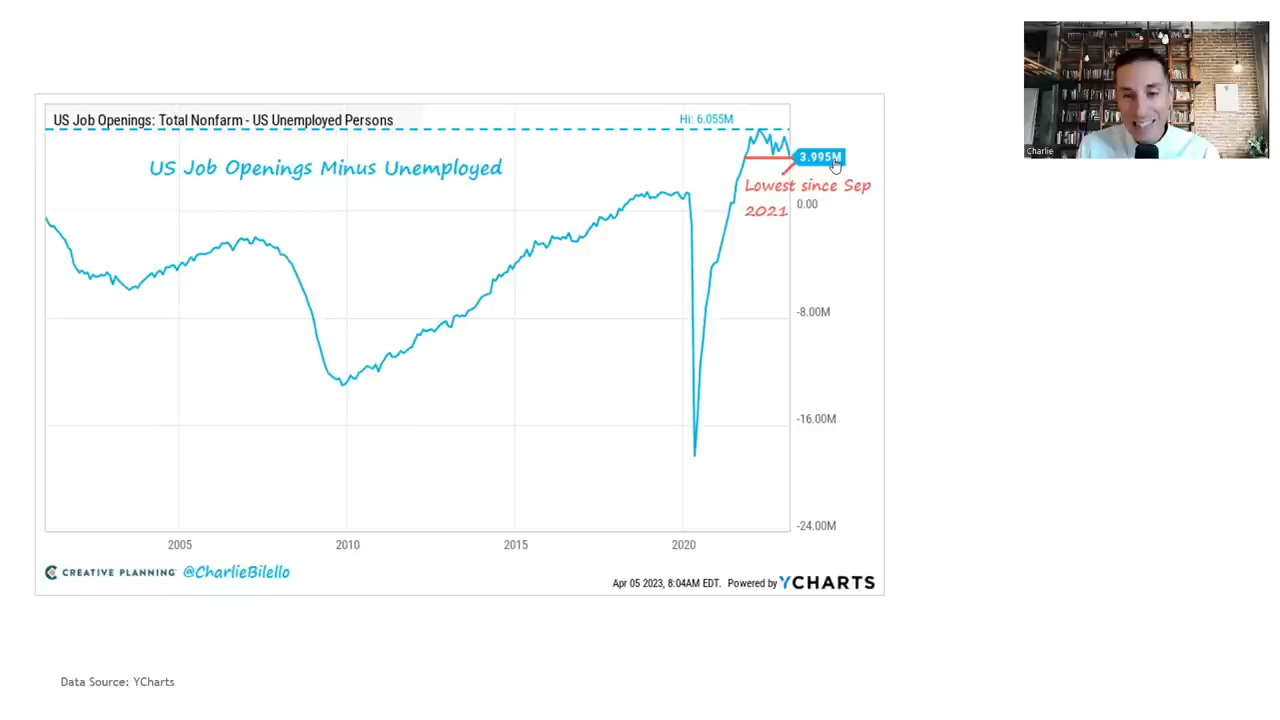 US Job Openings: Total Nonfarm - US Unemployed Persons
Hi: 6.055M
US Job Openings Minus Unemployed
3.995M
Lowest since Sep
2021
0.00
-8.00M
-16.00M
-24.00M
2005
2010
2015
2020
CREATIVE PLANNING @CharlieBilello
Apr 05 2023, 8:04AM EDT. Powered by YCHARTS
Data Source: YCharts
Charlie